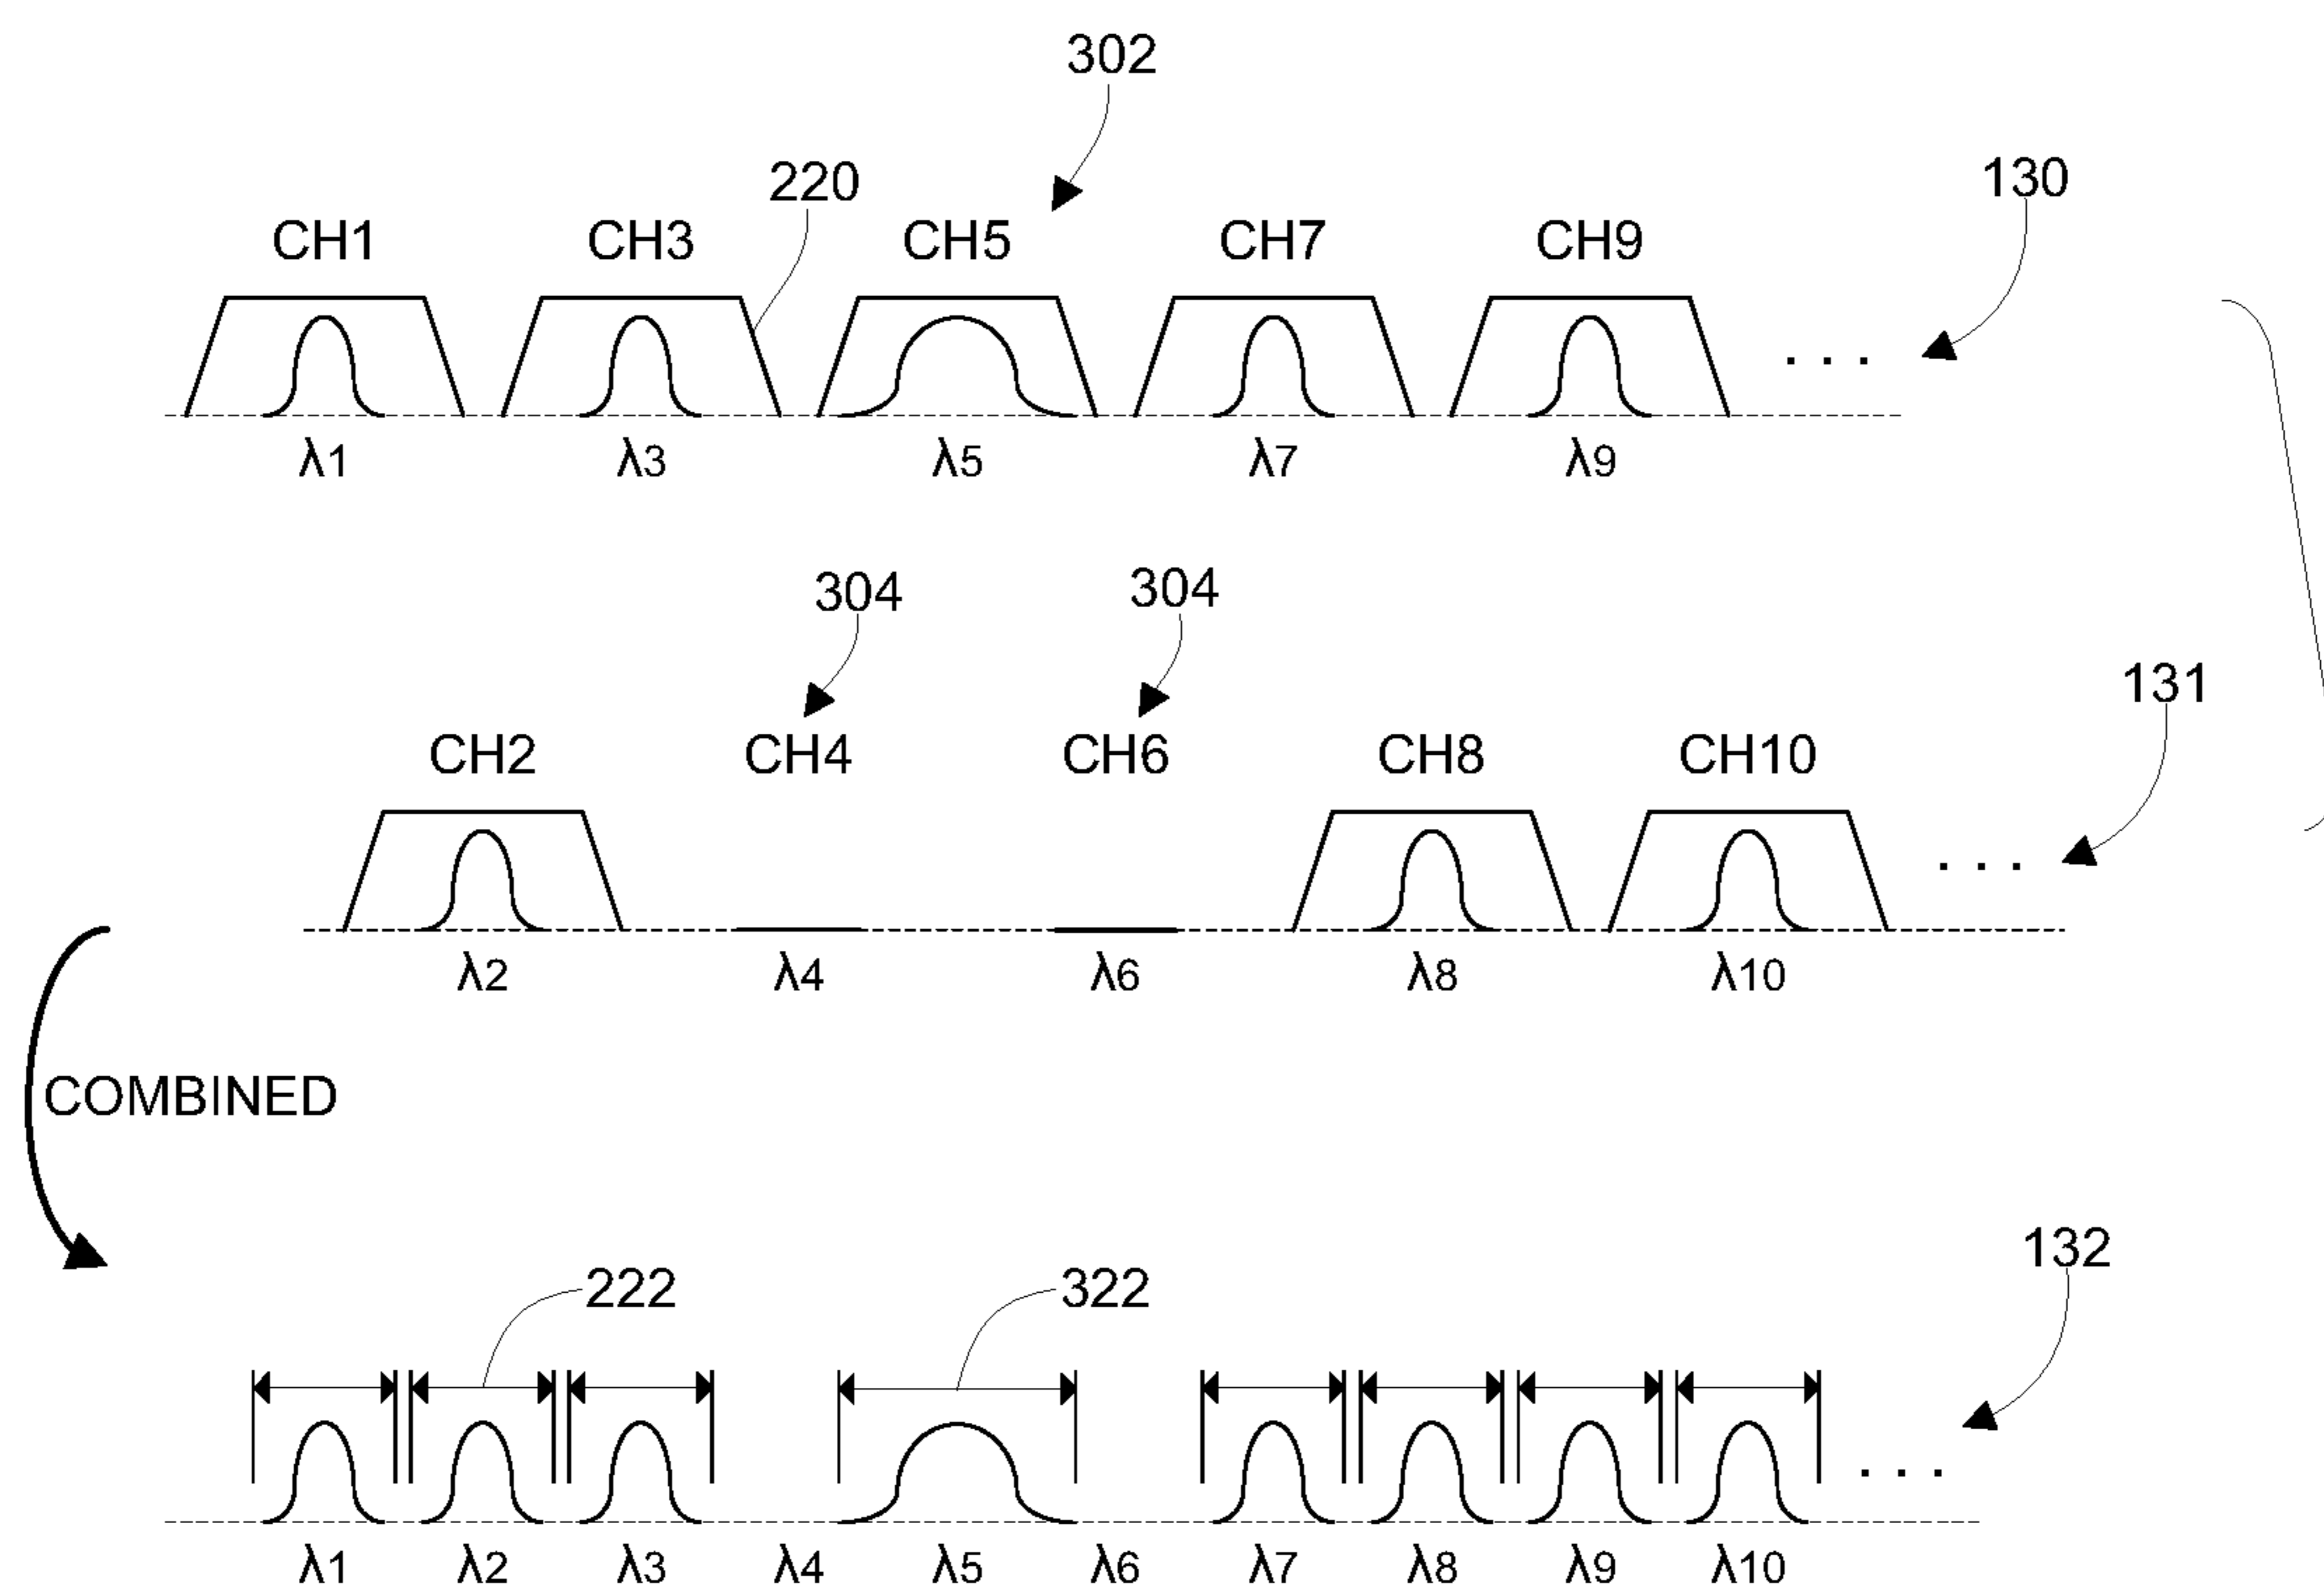 302
220
130
CH1 CH3 CH5 CH7 CH9
. . .
λ1 λ3 λ5 λ7 λ9
304 304
131
CH2 CH4 CH6 CH8 CH10
. . .
λ2 λ4 λ6 λ8 λ10
COMBINED
132
222 322
. . .
λ1 λ2 λ3 λ4 λ5 λ6 λ7 λ8 λ9 λ10